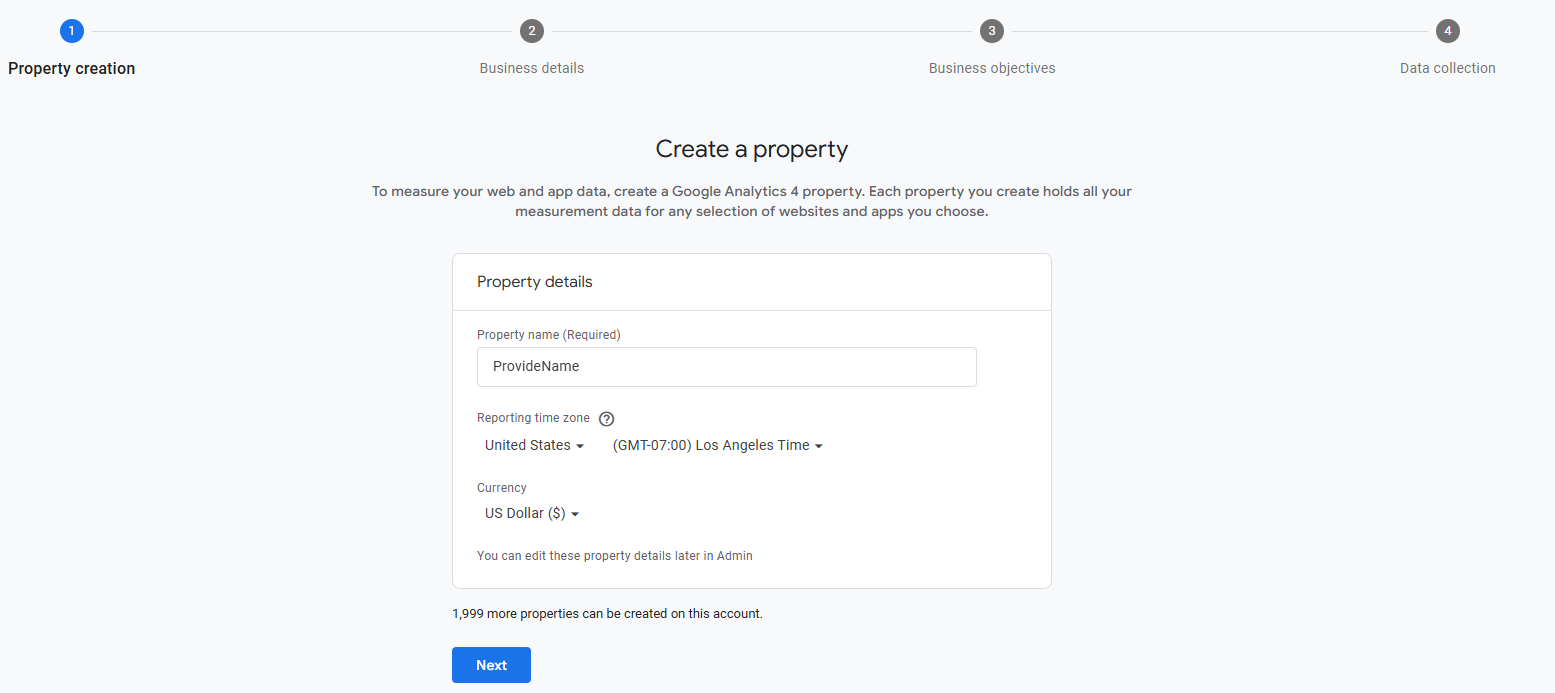 1
2
3
4
Property creation
Business details
Business objectives
Data collection
Create a property
To measure your web and app data, create a Google Analytics 4 property. Each property you create holds all your
measurement data for any selection of websites and apps you choose.
Property details
Property name (Required)
ProvideName
Reporting time zone ?
United States (GMT-07:00) Los Angeles Time
Currency
US Dollar ($)
You can edit these property details later in Admin
1,999 more properties can be created on this account.
Next